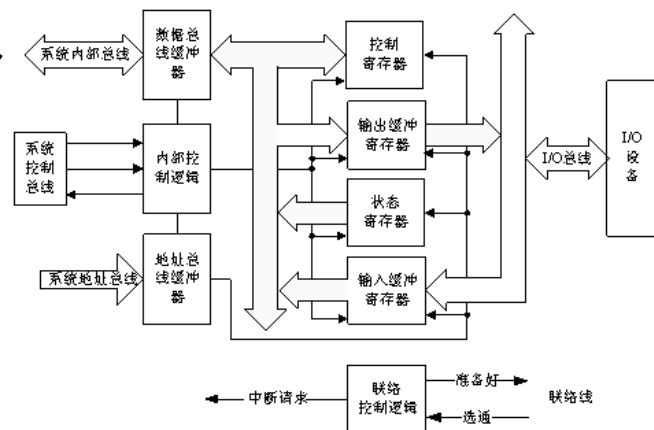 数据总
线缓冲
器
控制
寄存器
系统内部总线
I/O
设
备
输出缓冲
寄存器
系统
控制
总线
内部控
制逻辑
I/O总线
状态
寄存器
地址总
线缓冲
器
系统地址总线
输入缓冲
寄存器
联络
控制逻辑
中断请求
准备好
联络线
选通